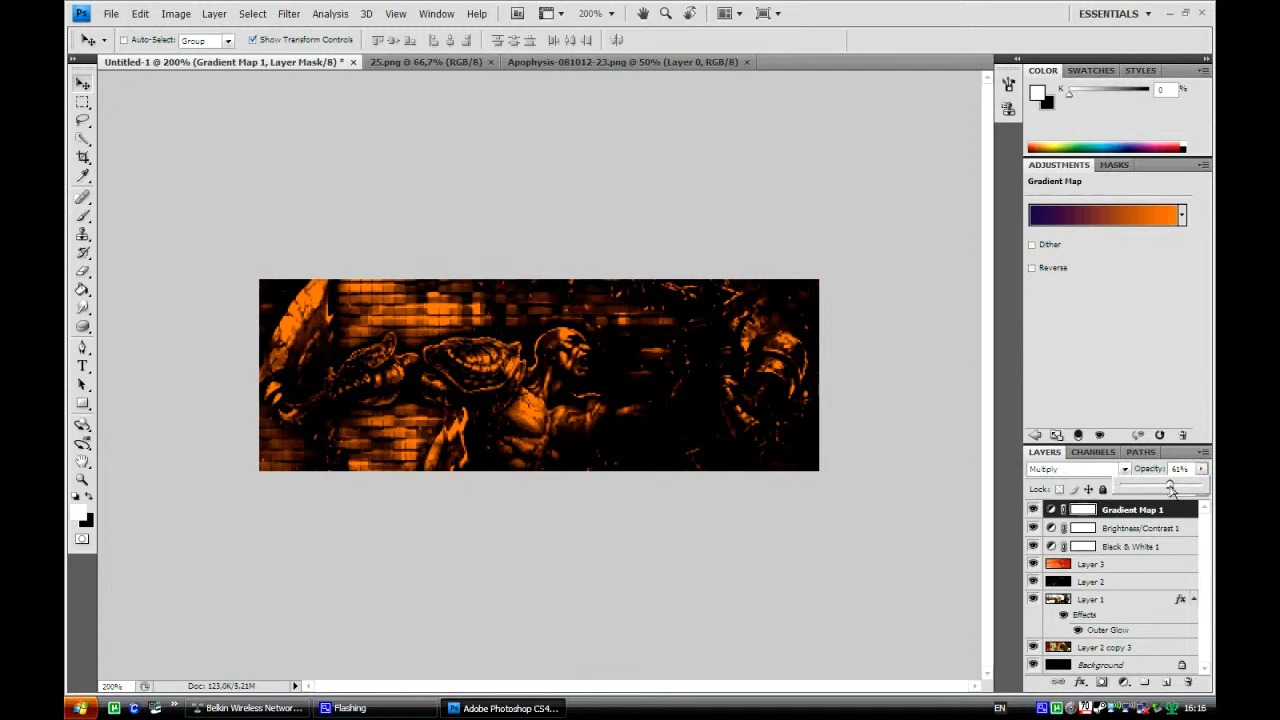 Ps File Edit Image Layer Select Filter Analysis 3D View Window Help Br 200% ESSENTIALS
Auto-Select: Group Show Transform Controls
Untitled-1 @ 200% (Gradient Map 1, Layer Mask/8) * 25.png @ 66,7% (RGB/8) Apophysis-081012-23.png @ 50% (Layer 0, RGB/8)
COLOR SWATCHES STYLES
K 0 %
ADJUSTMENTS MASKS
Gradient Map
Dither
Reverse
LAYERS CHANNELS PATHS
Multiply Opacity: 61%
Lock:
Gradient Map 1
Brightness/Contrast 1
Black & White 1
Layer 3
Layer 2
Layer 1 fx
Effects
Outer Glow
Layer 2 copy 3
Background
200% Doc: 123,0K/5,21M
Belkin Wireless Networ... Flashing Adobe Photoshop CS4... EN 16:16